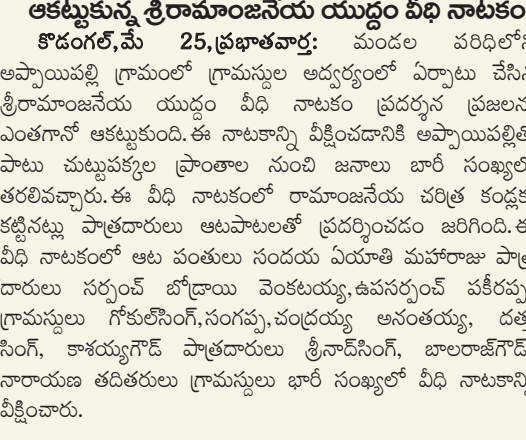 ఆకట్టుకున్న శ్రీరామాంజనేయ యుద్ధం వీధి నాటకం
కొడంగల్,మే 25,ప్రభాతవార్త: మండల పరిధిలోని
అప్పాయిపల్లి గ్రామంలో గ్రామస్థుల అధ్వర్యంలో ఏర్పాటు చేసిన
శ్రీరామాంజనేయ యుద్దం వీధి నాటకం ప్రదర్శన ప్రజలను
ఎంతగానో ఆకట్టుకుంది.ఈ నాటకాన్ని వీక్షించడానికి అప్పాయిపల్లితో
పాటు చుట్టుపక్కల ప్రాంతాల నుంచి జనాలు బారీ సంఖ్యలో
తరలివచ్చారు.ఈ వీధి నాటకంలో రామాంజనేయ చరిత్ర కండ్లకు
కట్టినట్లు పాత్రదారులు ఆటపాటలతో ప్రదర్శించడం జరిగింది.ఈ
వీధి నాటకంలో ఆట పంతులు సందయ ఏయాతి మహారాజు పాత్ర
దారులు సర్పంచ్ బోడ్రాయి వెంకటయ్య,ఉపసర్పంచ్ పకీరప్ప
గ్రామస్థులు గోకుల్‌సింగ్,సంగప్ప,చంద్రయ్య అనంతయ్య, దత
సింగ్, కాశయ్యగౌడ్ పాత్రదారులు శ్రీనాద్‌సింగ్, బాలరాజ్‌గౌడ్
నారాయణ తదితరులు గ్రామస్థులు భారీ సంఖ్యలో వీధి నాటకాన్ని
వీక్షించారు.